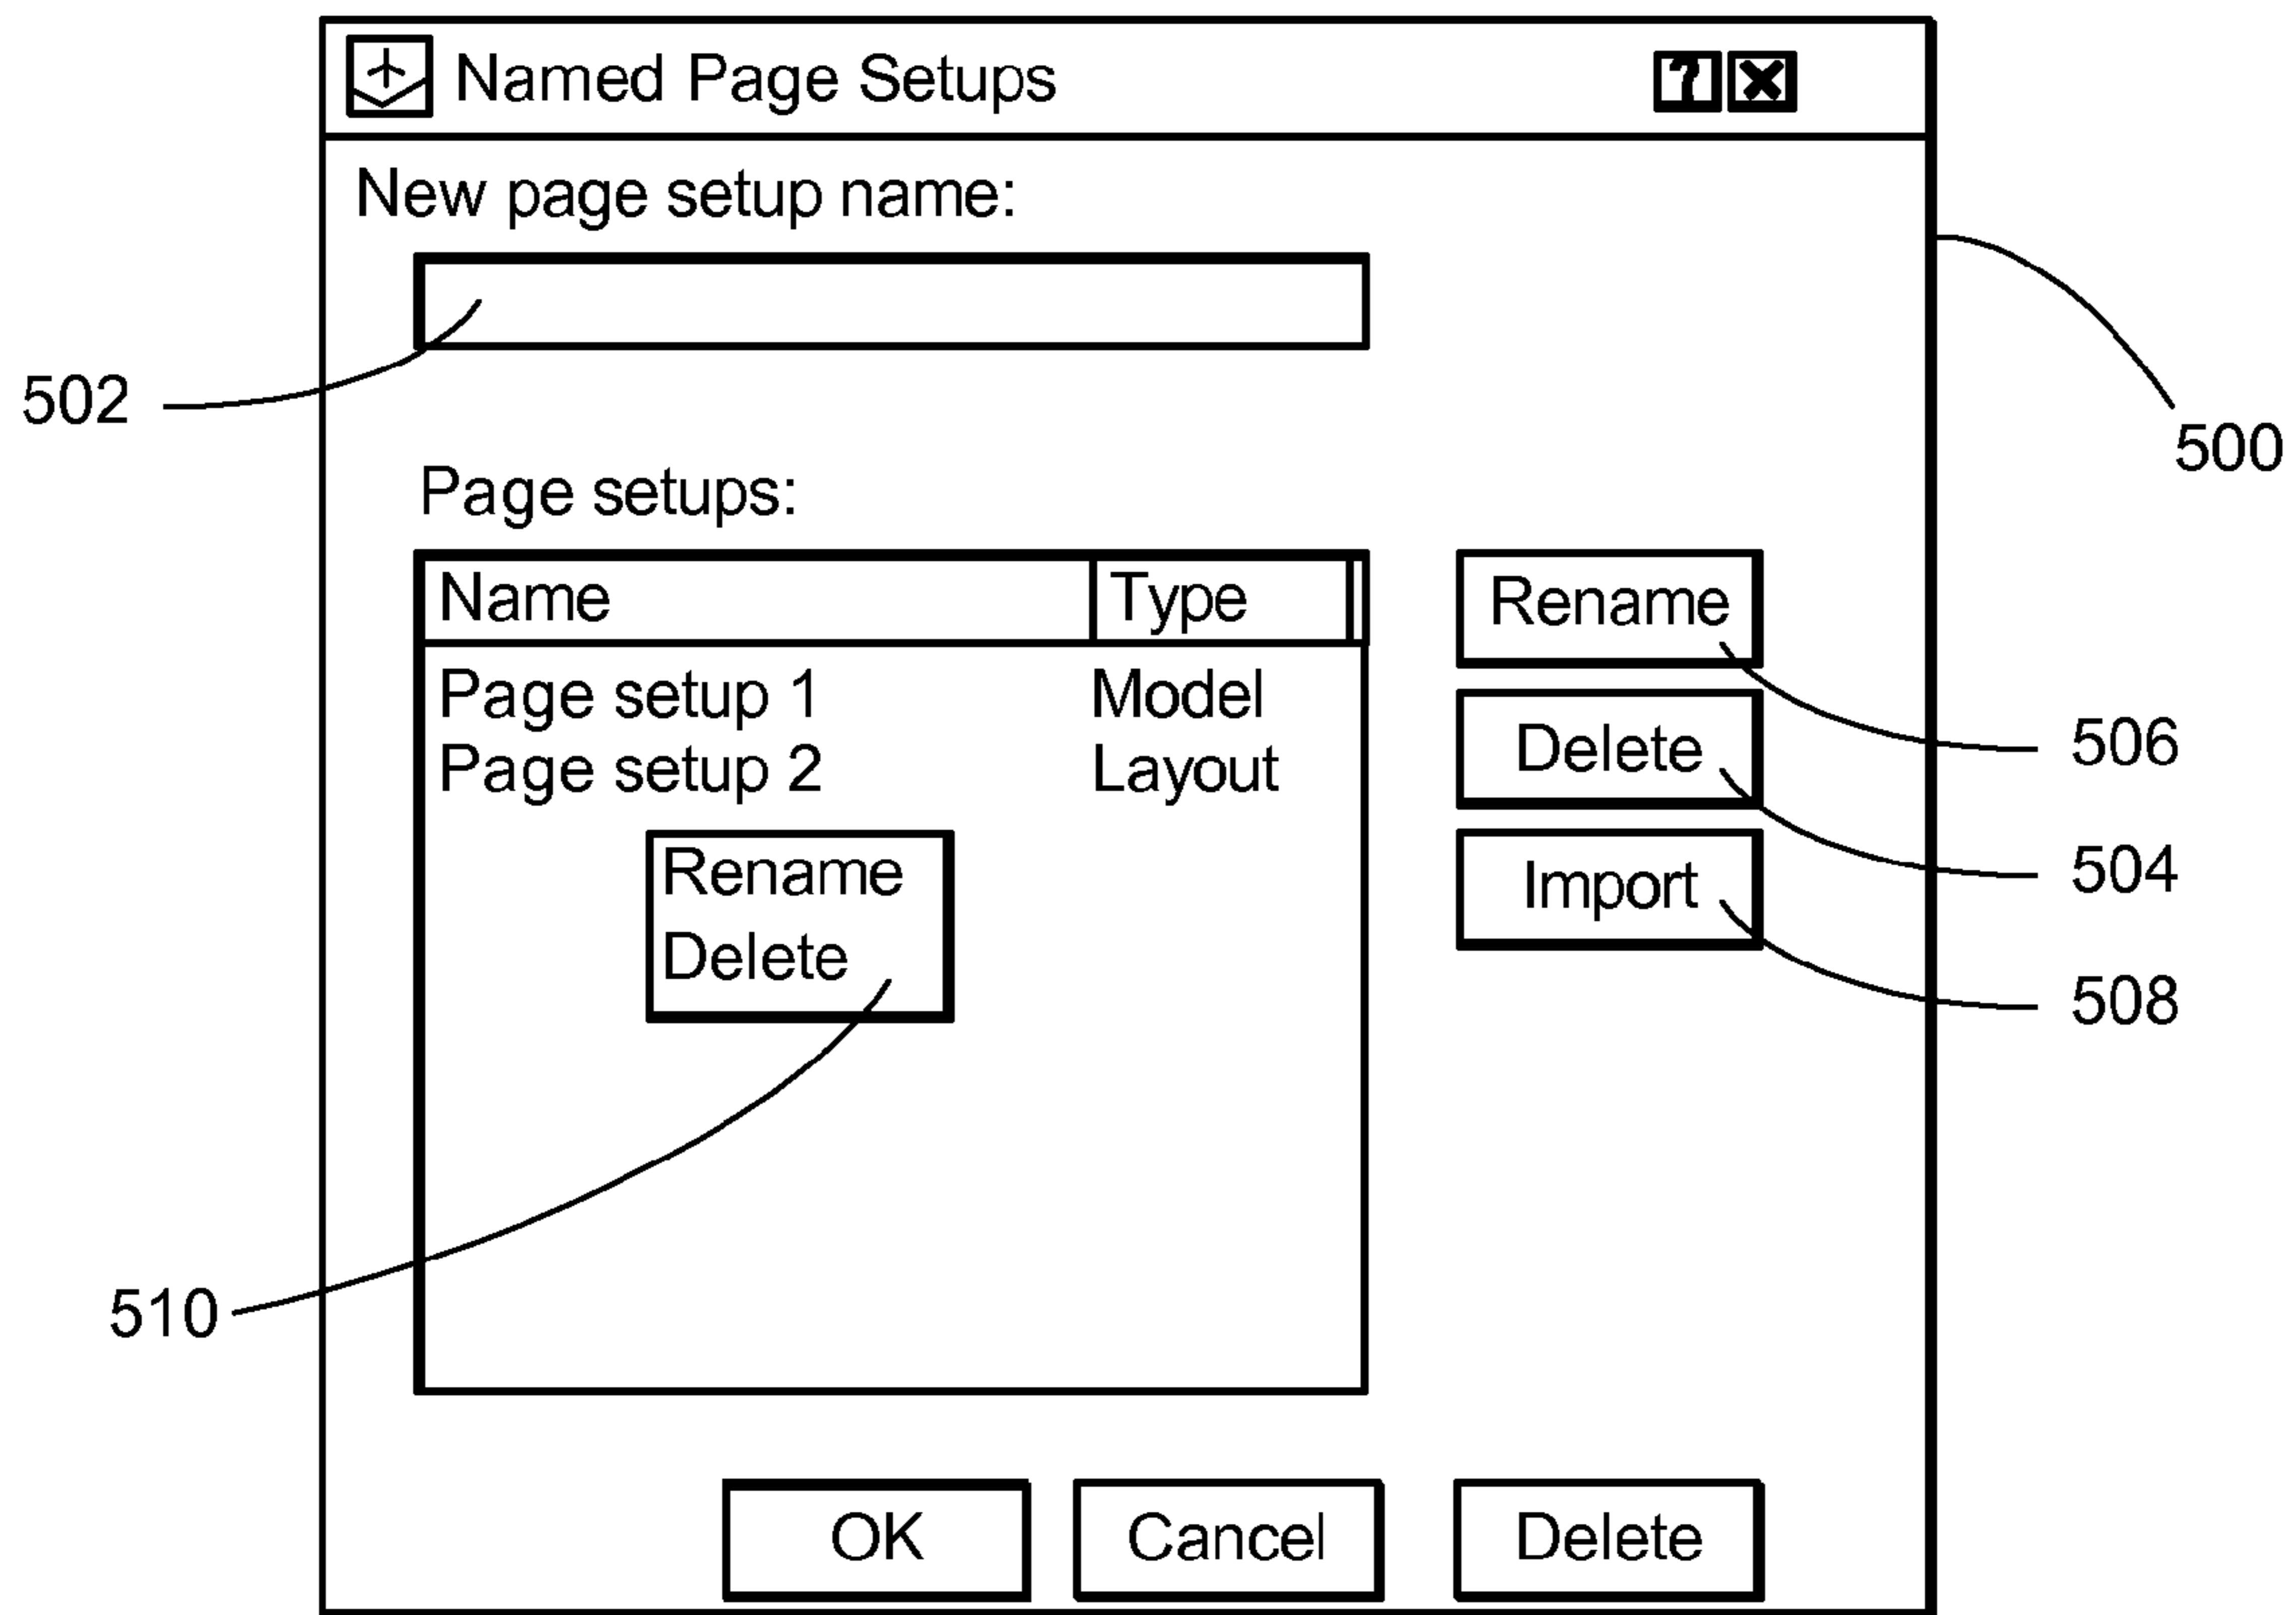 Named Page Setups ?
New page setup name:
502
500
Page setups:
Name Type
Page setup 1 Model
Page setup 2 Layout
Rename
Delete
Rename
Delete
Import
506
504
508
510
OK Cancel Delete